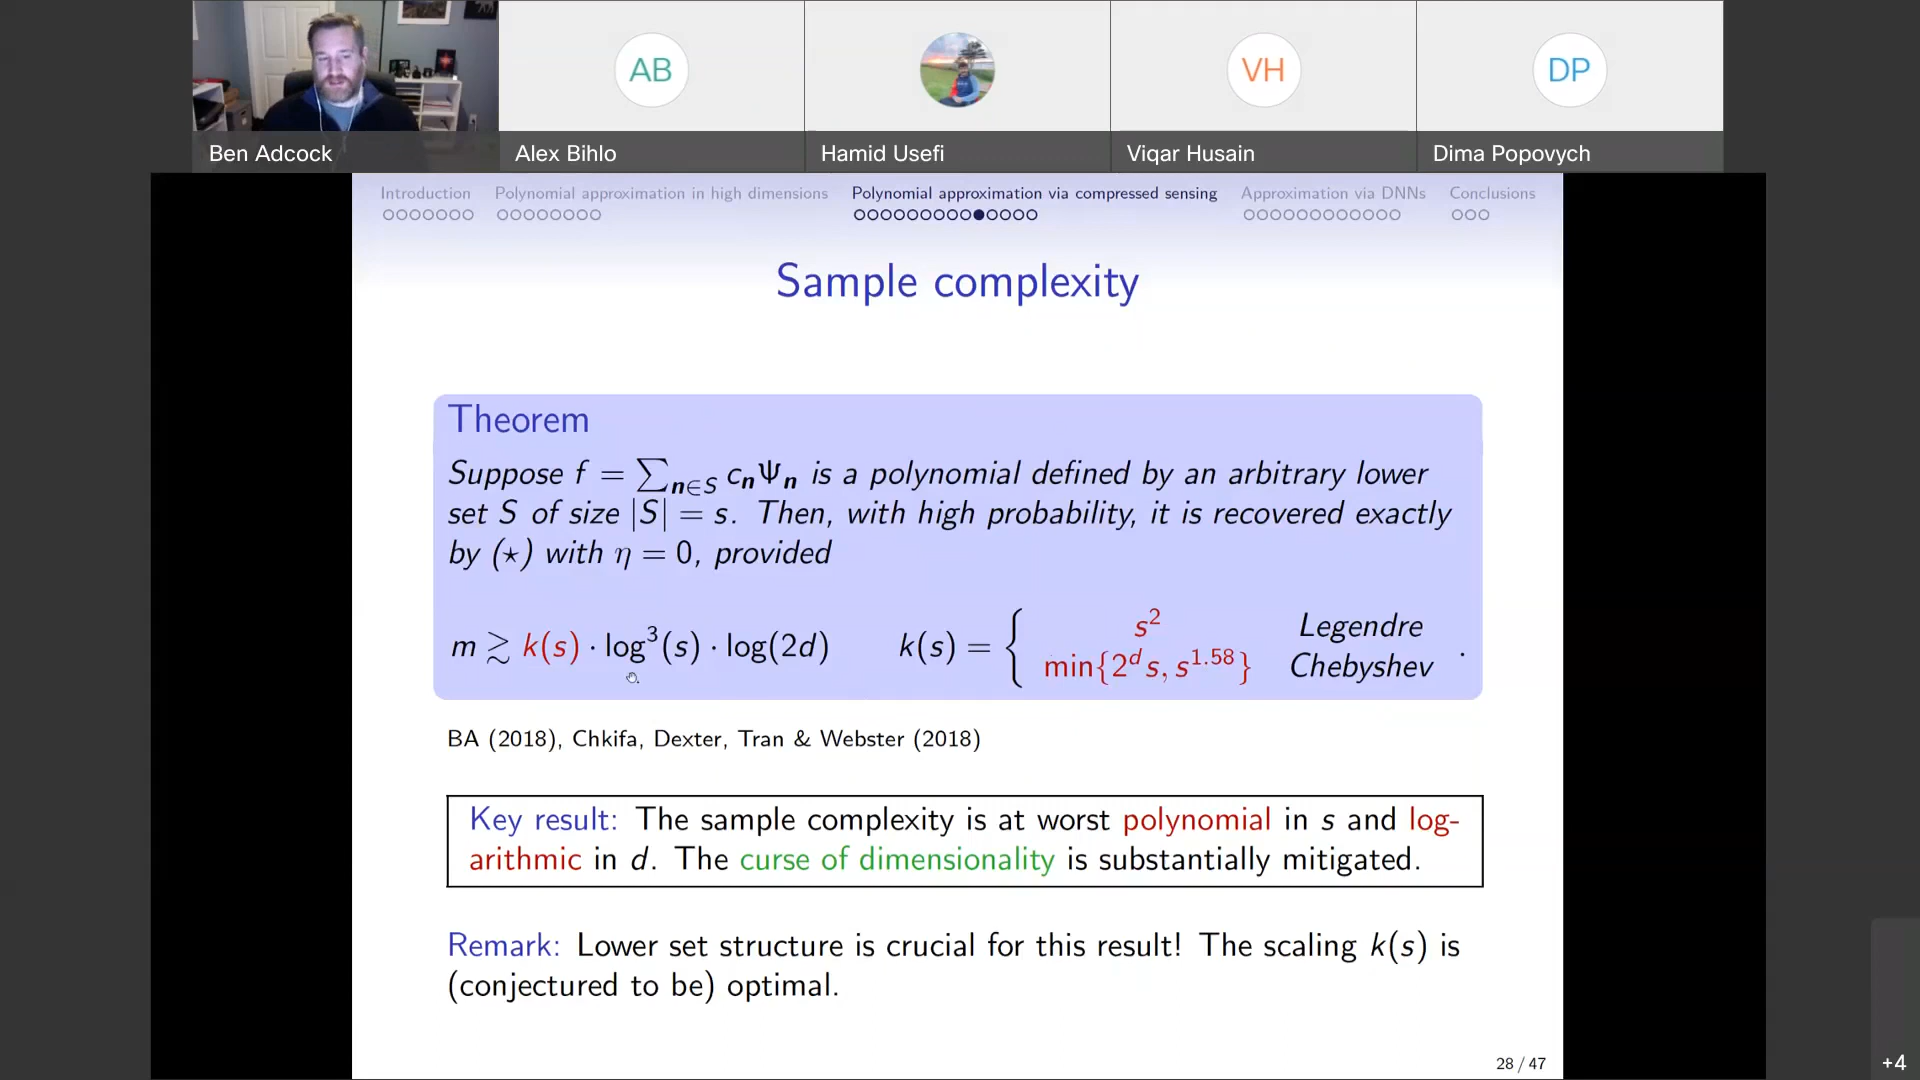 AB
VH
DP
Ben Adcock
Alex Bihlo
Hamid Usefi
Viqar Husain
Dima Popovych
Introduction
Polynomial approximation in high dimensions
Polynomial approximation via compressed sensing
Approximation via DNNs
Conclusions
Sample complexity
Theorem
Suppose f = ∑_{n∈S} c_nΨ_n is a polynomial defined by an arbitrary lower
set S of size |S| = s. Then, with high probability, it is recovered exactly
by (⋆) with η = 0, provided
m ≳ k(s) · log³(s) · log(2d) k(s) = { s² Legendre
min{2^d s, s^{1.58}} Chebyshev .
BA (2018), Chkifa, Dexter, Tran & Webster (2018)
Key result: The sample complexity is at worst polynomial in s and log-
arithmic in d. The curse of dimensionality is substantially mitigated.
Remark: Lower set structure is crucial for this result! The scaling k(s) is
(conjectured to be) optimal.
28 / 47
+4